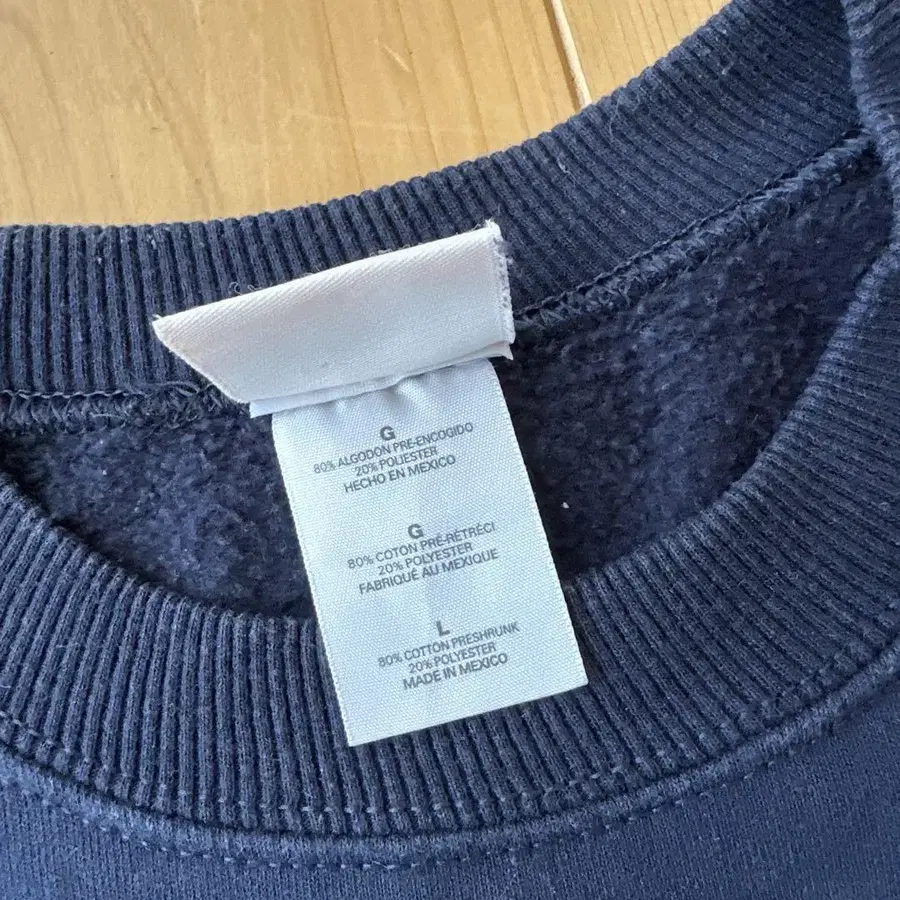 G
80% ALGODON PRE-ENCOGIDO
20% POLIESTER
HECHO EN MEXICO
G
80% COTON PRÉ-RÉTRÉCI
20% POLYESTER
FABRIQUÉ AU MEXIQUE
L
80% COTTON PRESHRUNK
20% POLYESTER
MADE IN MEXICO